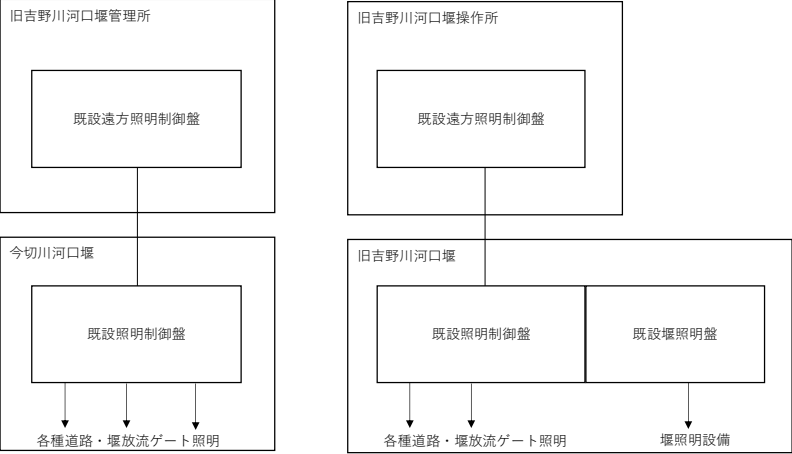 旧吉野川河口堰管理所
既設遠方照明制御盤
今切川河口堰
既設照明制御盤
各種道路・堰放流ゲート照明
旧吉野川河口堰操作所
既設遠方照明制御盤
旧吉野川河口堰
既設照明制御盤
既設堰照明盤
各種道路・堰放流ゲート照明
堰照明設備